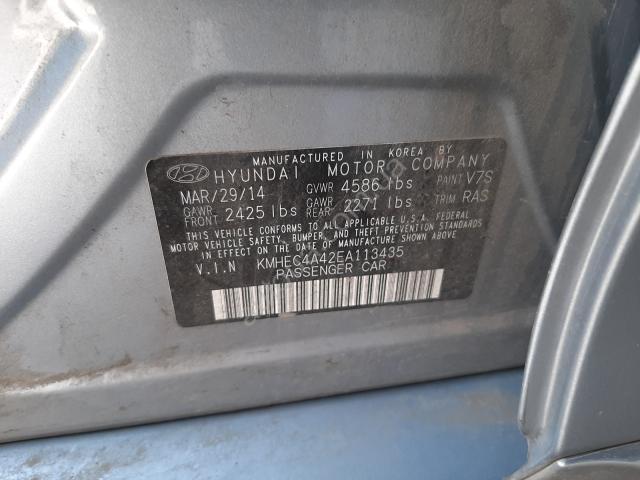 MANUFACTURED IN KOREA BY
HYUNDAI MOTOR COMPANY
MAR/29/14 GVWR 4586 lbs PAINT V7S
GAWR FRONT 2425 lbs GAWR REAR 2271 lbs TRIM RAS
THIS VEHICLE CONFORMS TO ALL APPLICABLE U.S.A. FEDERAL
MOTOR VEHICLE SAFETY, BUMPER, AND THEFT PREVENTION STANDARDS
IN EFFECT ON THE DATE OF MANUFACTURE SHOWN ABOVE.
V.I.N KMHEC4A42EA113435
PASSENGER CAR